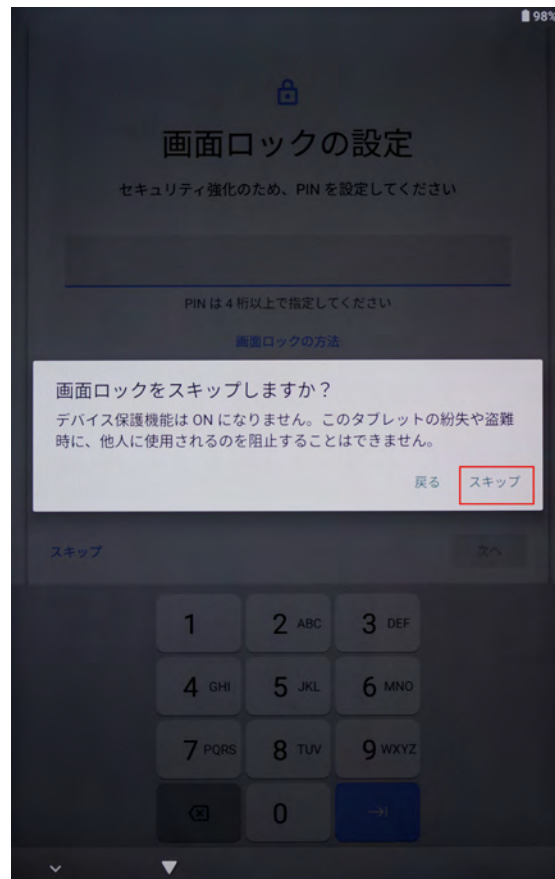 98%
画面ロックの設定
セキュリティ強化のため、PIN を設定してください
PIN は 4 桁以上で指定してください
画面ロックの方法
画面ロックをスキップしますか？
デバイス保護機能は ON になりません。このタブレットの紛失や盗難
時に、他人に使用されるのを阻止することはできません。
戻る スキップ
スキップ 次へ
1 2 ABC 3 DEF
4 GHI 5 JKL 6 MNO
7 PQRS 8 TUV 9 WXYZ
0